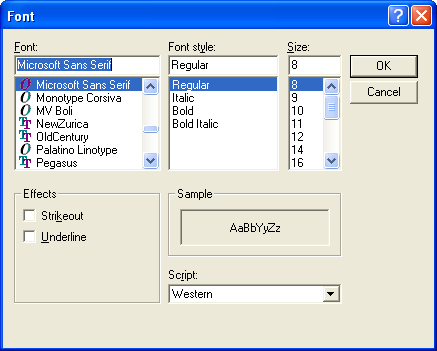 Font
Font:
Font style:
Size:
Microsoft Sans Serif
Regular
8
OK
Microsoft Sans Serif
Monotype Corsiva
MV Boli
NewZurica
OldCentury
Palatino Linotype
Pegasus
Regular
Italic
Bold
Bold Italic
8
9
10
11
12
14
16
Cancel
Effects
Strikeout
Underline
Sample
AaBbYyZz
Script:
Western